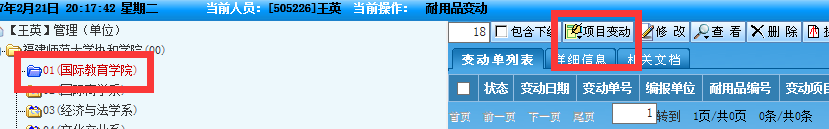 7年2月21日 20:17:42 星期二 当前人员：[505226]王英 当前操作： 耐用品变动
【王英】管理（单位）
福建师范大学协和学院(00)
01(国际教育学院)
02(国际商学系)
03(经济与法学系)
04(文化产业系)
18 包含下级 项目变动 修 改 查 看 删 除
变动单列表 详细信息 相关文档
状态 变动日期 变动单号 编报单位 耐用品编号 变动项目
首页 前一页 下一页 尾页 1 转到 1页/共0页 0条/共0条